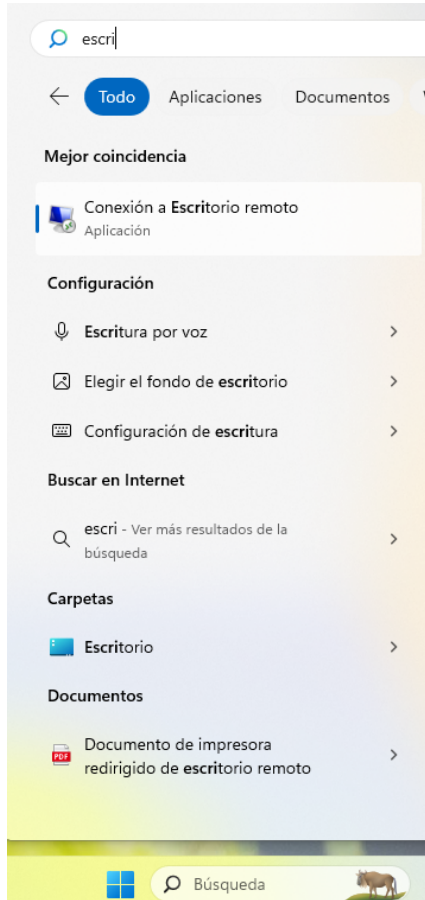 escri
Todo Aplicaciones Documentos
Mejor coincidencia
Conexión a Escritorio remoto
Aplicación
Configuración
Escritura por voz
Elegir el fondo de escritorio
Configuración de escritura
Buscar en Internet
escri - Ver más resultados de la
búsqueda
Carpetas
Escritorio
Documentos
PDF
Documento de impresora
redirigido de escritorio remoto
Búsqueda